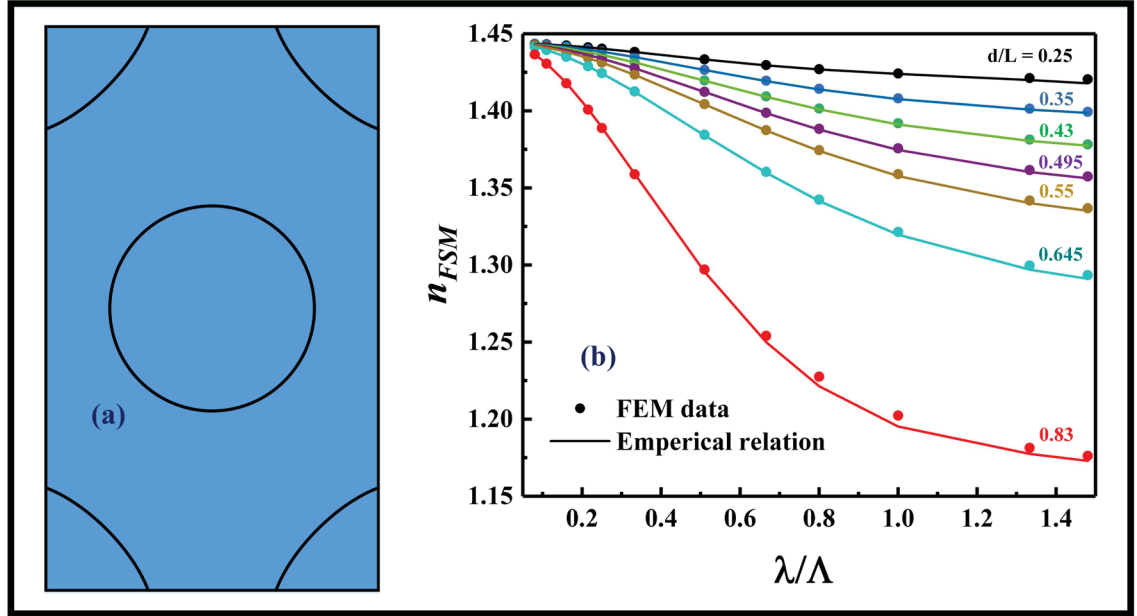 (a)
1.45
1.40
1.35
1.30
1.25
1.20
1.15
n_FSM
d/L = 0.25
0.35
0.43
0.495
0.55
0.645
0.83
(b)
FEM data
Emperical relation
0.2 0.4 0.6 0.8 1.0 1.2 1.4
λ/Λ